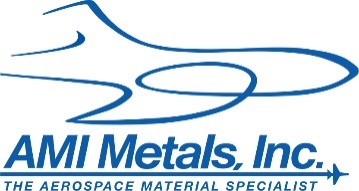 AMI Metals, Inc.
THE AEROSPACE MATERIAL SPECIALIST